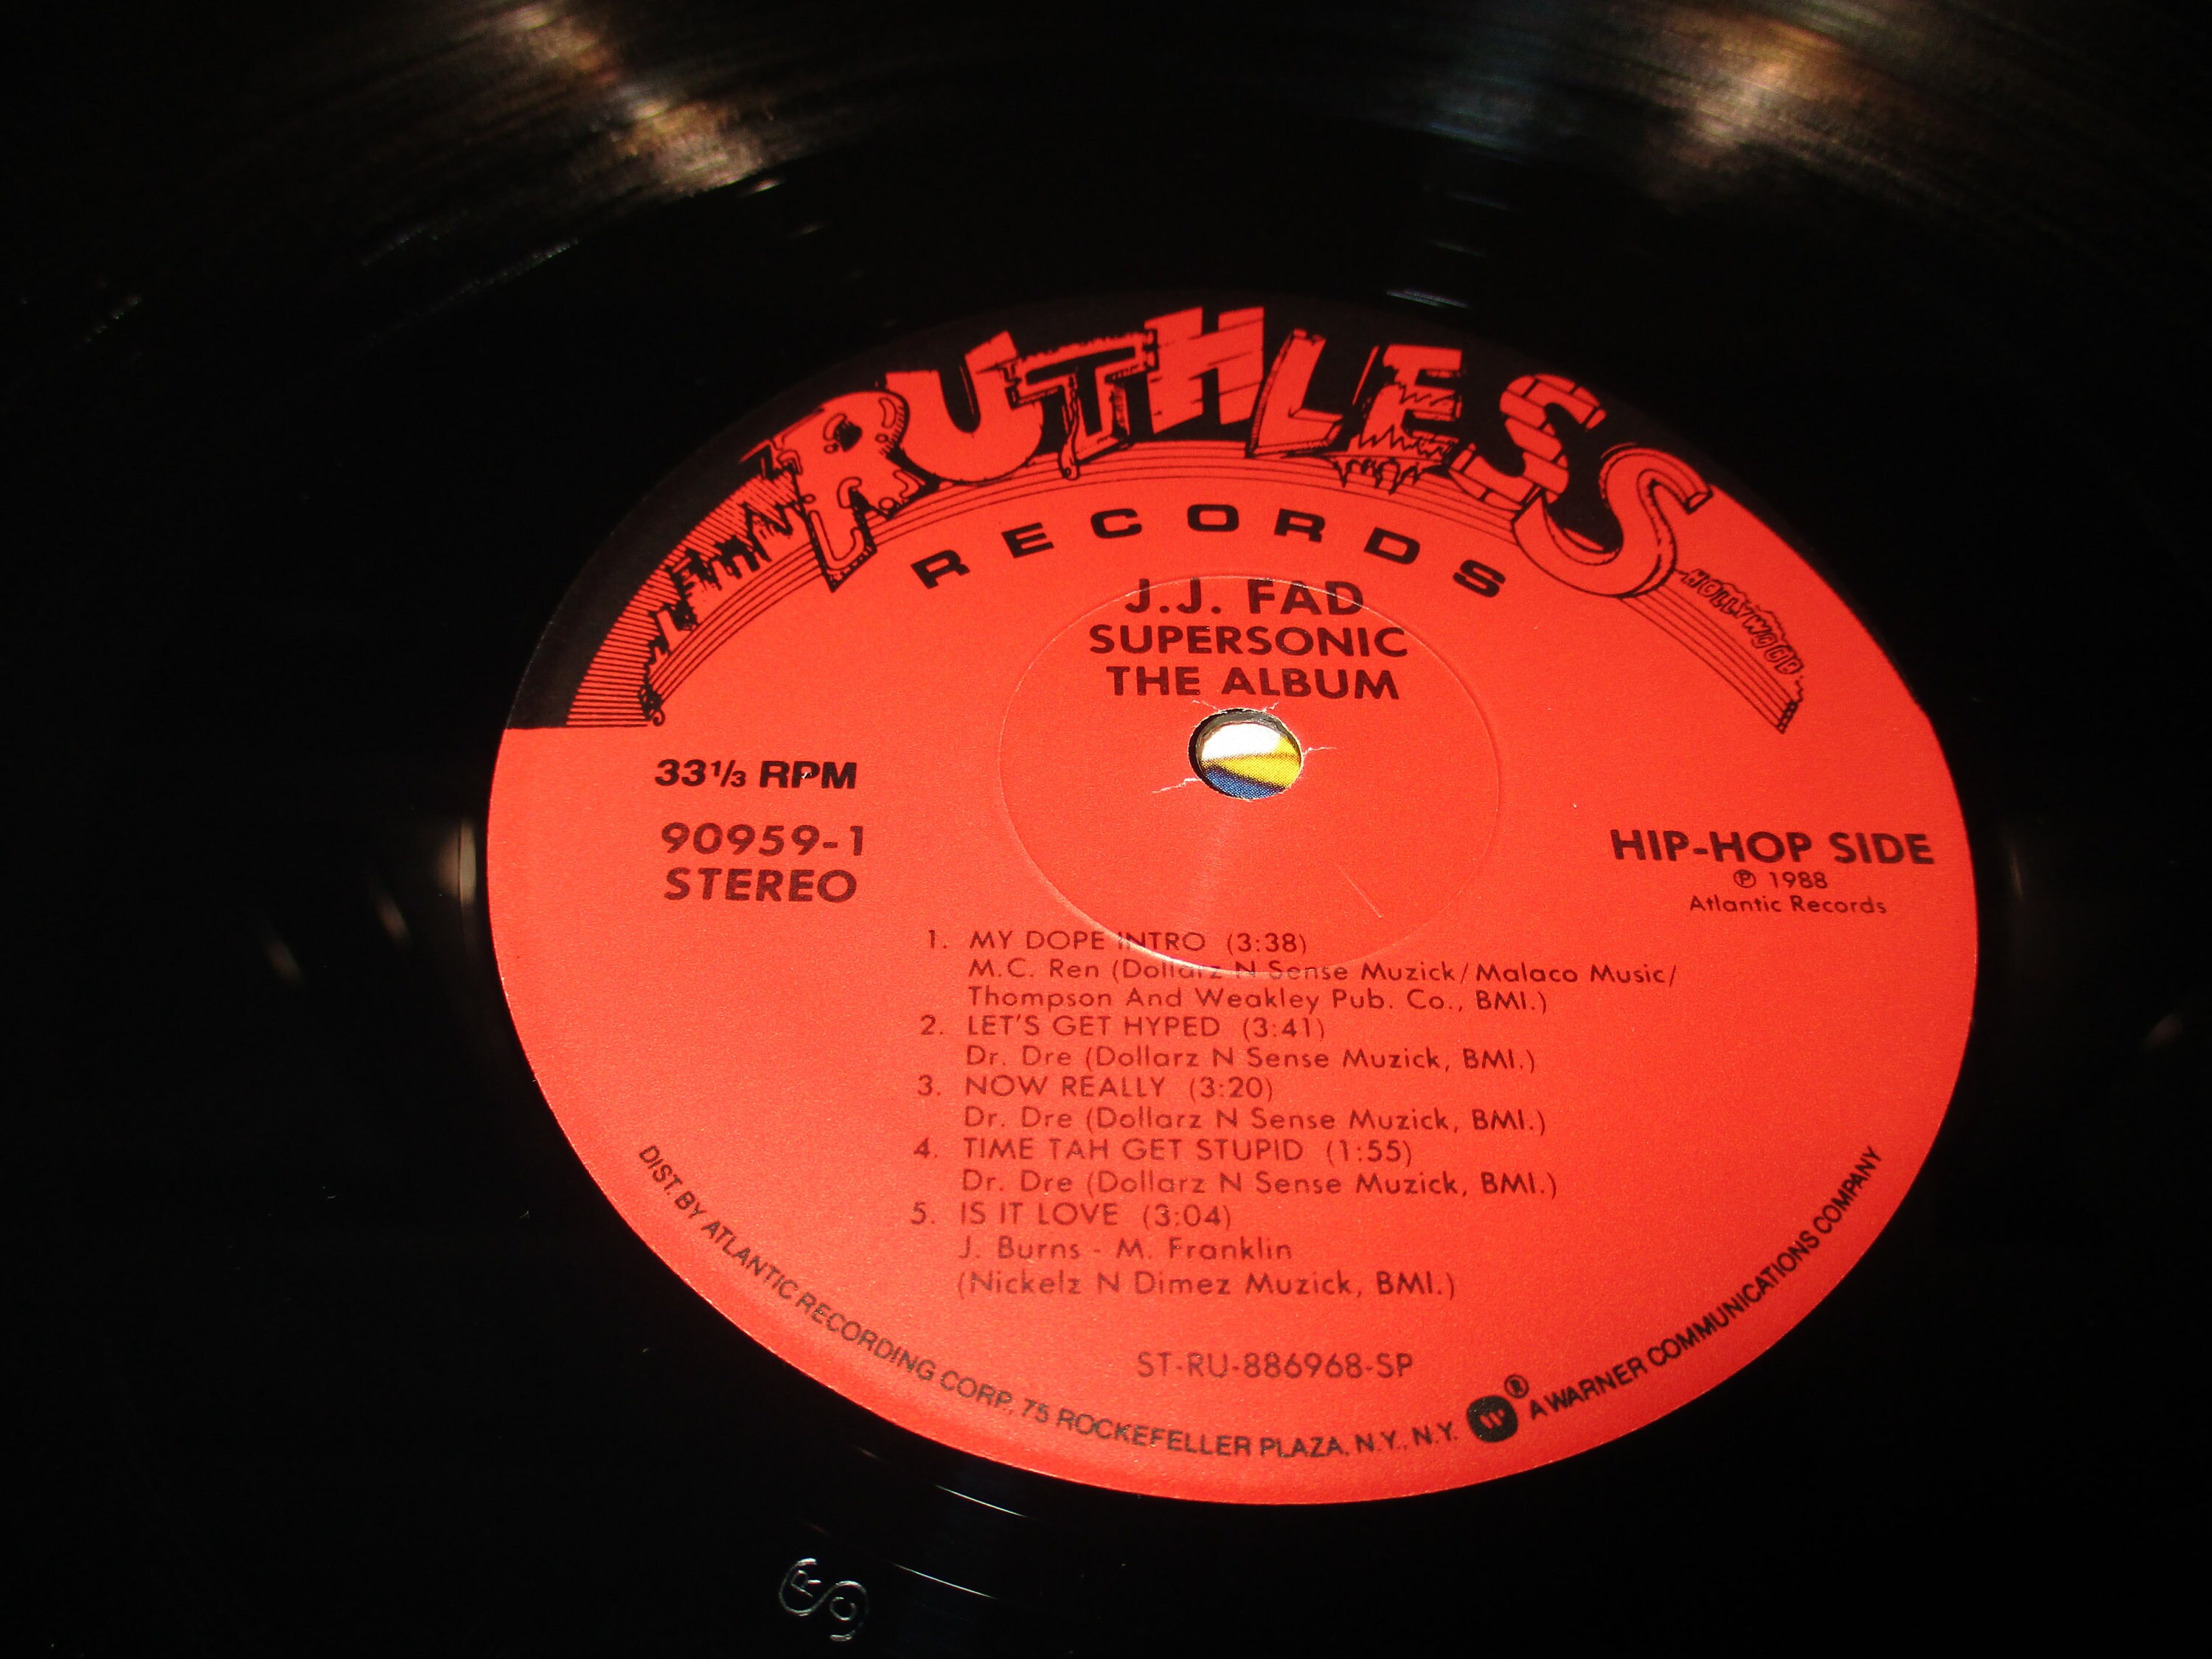 RUTHLESS
HOLLYWOOD
RECORDS
J.J. FAD
SUPERSONIC
THE ALBUM
33 1/3 RPM
90959-1
STEREO
HIP-HOP SIDE
℗ 1988
Atlantic Records
1. MY DOPE INTRO (3:38)
M.C. Ren (Dollarz N Sense Muzick/Malaco Music/
Thompson And Weakley Pub. Co., BMI.)
2. LET'S GET HYPED (3:41)
Dr. Dre (Dollarz N Sense Muzick, BMI.)
3. NOW REALLY (3:20)
Dr. Dre (Dollarz N Sense Muzick, BMI.)
4. TIME TAH GET STUPID (1:55)
Dr. Dre (Dollarz N Sense Muzick, BMI.)
5. IS IT LOVE (3:04)
J. Burns - M. Franklin
(Nickelz N Dimez Muzick, BMI.)
ST-RU-886968-SP
DIST. BY ATLANTIC RECORDING CORP., 75 ROCKEFELLER PLAZA, N.Y., N.Y. W ® A WARNER COMMUNICATIONS COMPANY